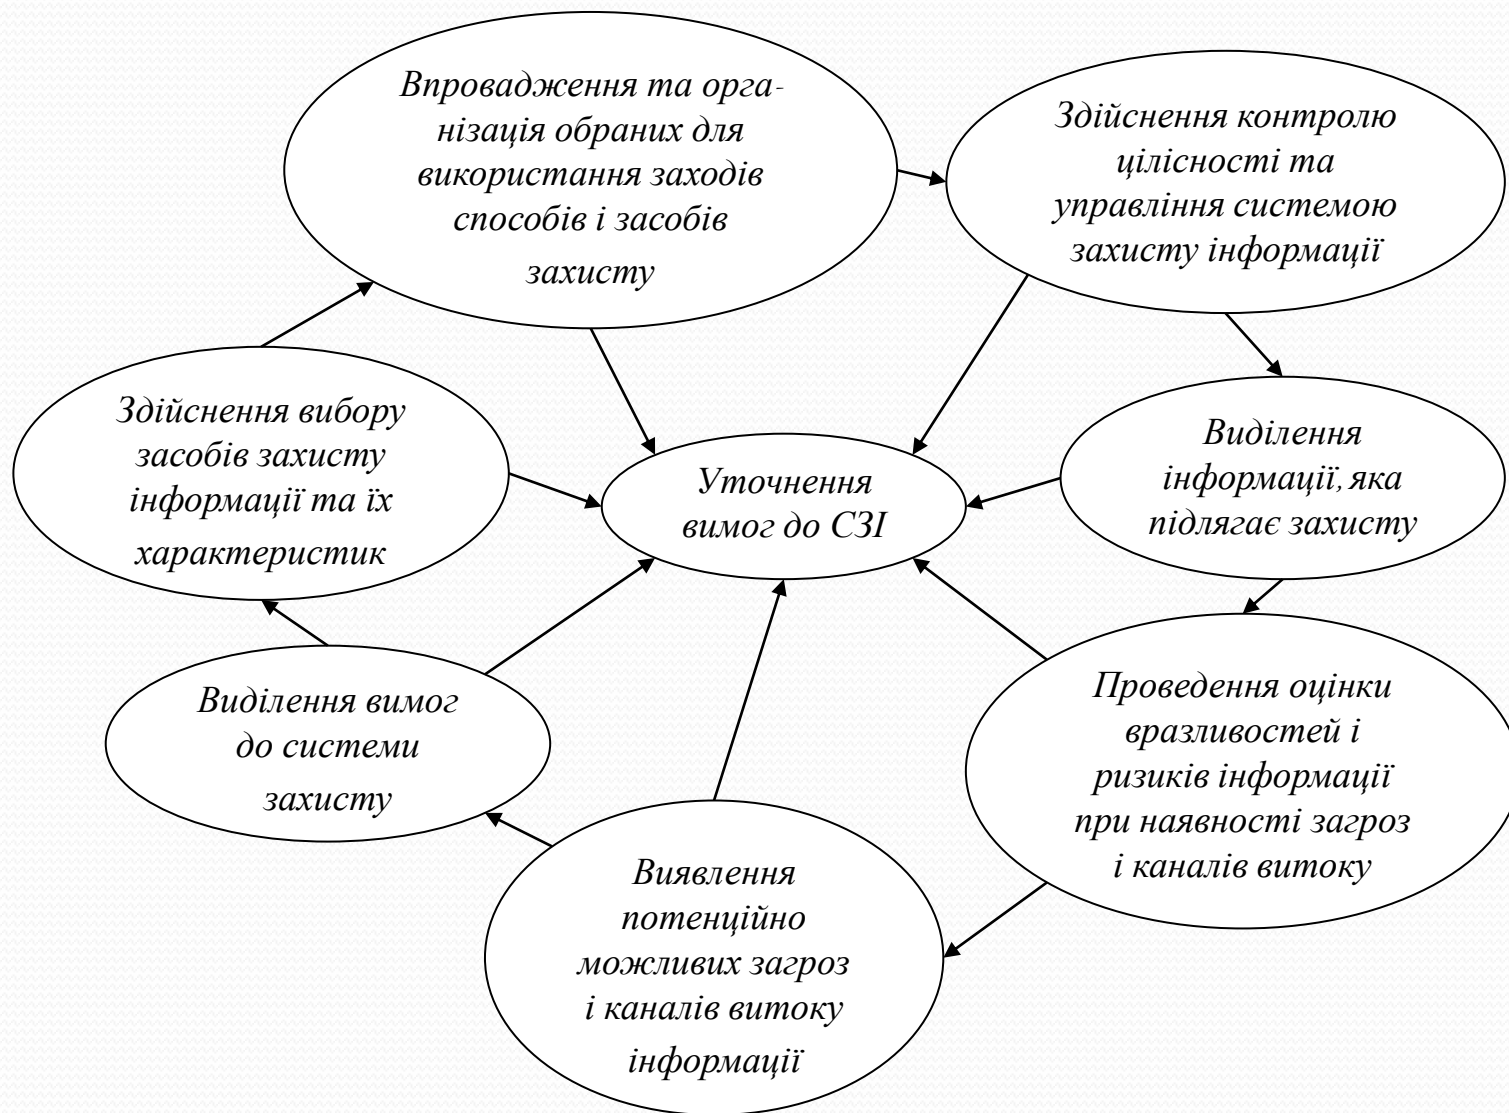 Впровадження та орга-
нізація обраних для
використання заходів
способів і засобів
захисту
Здійснення контролю
цілісності та
управління системою
захисту інформації
Здійснення вибору
засобів захисту
інформації та їх
характеристик
Уточнення
вимог до СЗІ
Виділення
інформації, яка
підлягає захисту
Виділення вимог
до системи
захисту
Проведення оцінки
вразливостей і
ризиків інформації
при наявності загроз
і каналів витоку
Виявлення
потенційно
можливих загроз
і каналів витоку
інформації